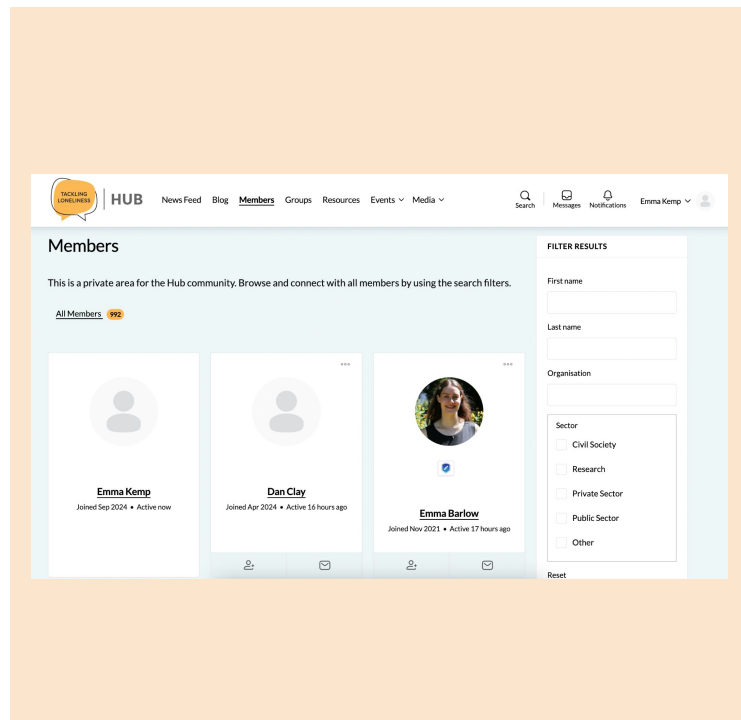 TACKLING
LONELINESS
HUB
News Feed Blog Members Groups Resources Events Media
Search Messages Notifications Emma Kemp
Members
This is a private area for the Hub community. Browse and connect with all members by using the search filters.
All Members 992
Emma Kemp
Joined Sep 2024 • Active now
Dan Clay
Joined Apr 2024 • Active 16 hours ago
Emma Barlow
Joined Nov 2021 • Active 17 hours ago
FILTER RESULTS
First name
Last name
Organisation
Sector
Civil Society
Research
Private Sector
Public Sector
Other
Reset